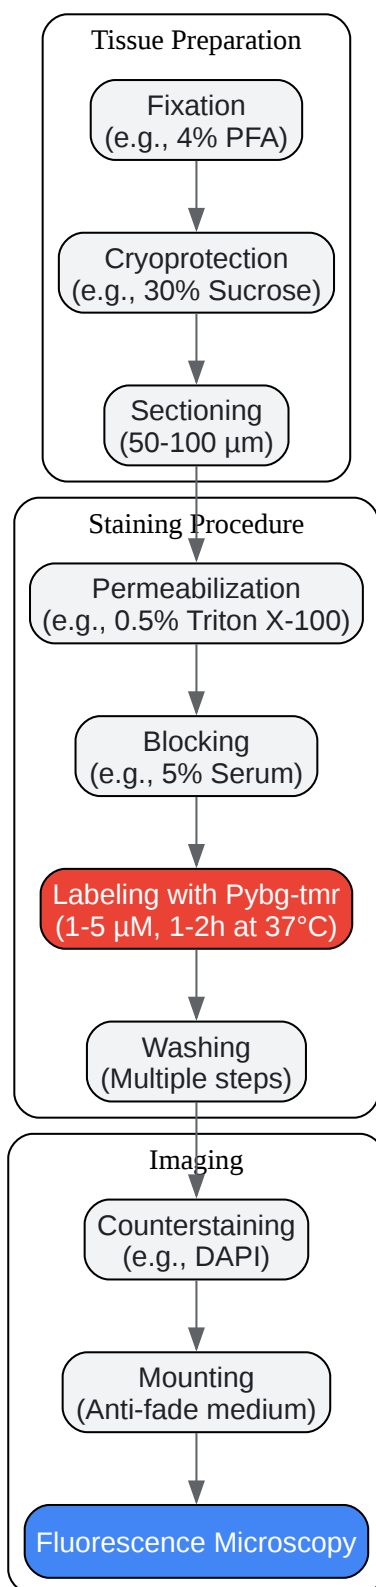 Tissue Preparation
Fixation
(e.g., 4% PFA)
Cryoprotection
(e.g., 30% Sucrose)
Sectioning
(50-100 µm)
Staining Procedure
Permeabilization
(e.g., 0.5% Triton X-100)
Blocking
(e.g., 5% Serum)
Labeling with Pybg-tmr
(1-5 µM, 1-2h at 37°C)
Washing
(Multiple steps)
Imaging
Counterstaining
(e.g., DAPI)
Mounting
(Anti-fade medium)
Fluorescence Microscopy